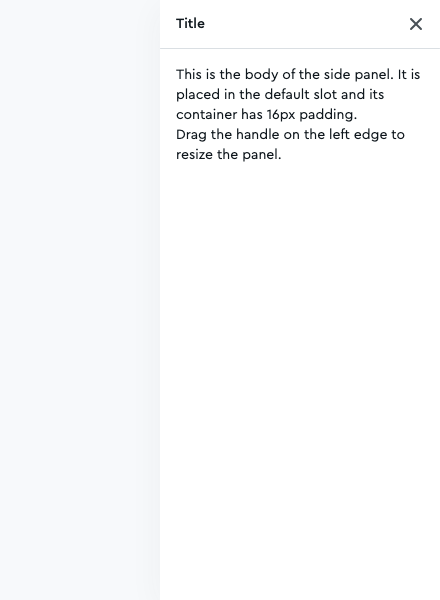 Title
This is the body of the side panel. It is
placed in the default slot and its
container has 16px padding.
Drag the handle on the left edge to
resize the panel.